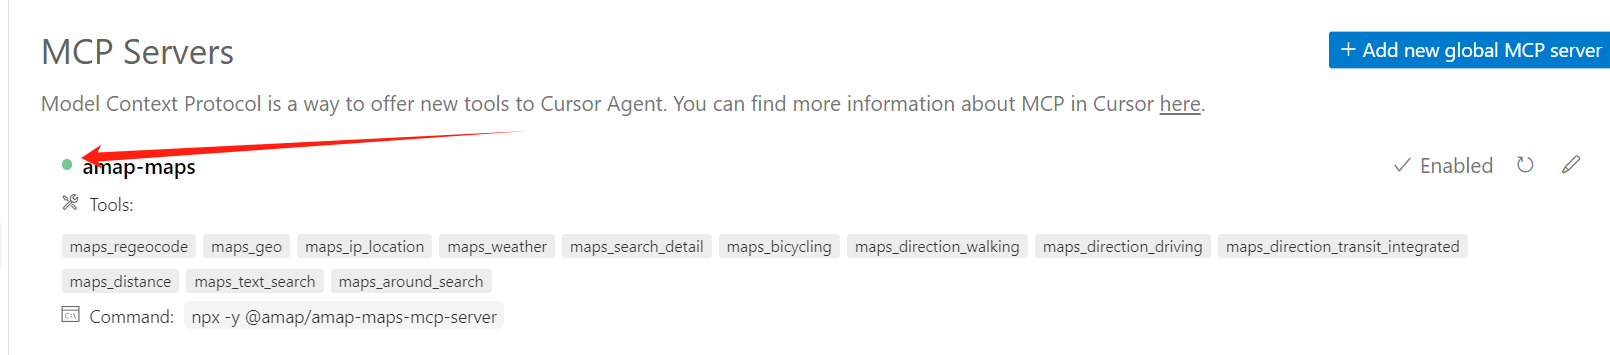 MCP Servers
+ Add new global MCP server
Model Context Protocol is a way to offer new tools to Cursor Agent. You can find more information about MCP in Cursor here.
amap-maps
Enabled
Tools:
maps_regeocode maps_geo maps_ip_location maps_weather maps_search_detail maps_bicycling maps_direction_walking maps_direction_driving maps_direction_transit_integrated
maps_distance maps_text_search maps_around_search
Command: npx -y @amap/amap-maps-mcp-server